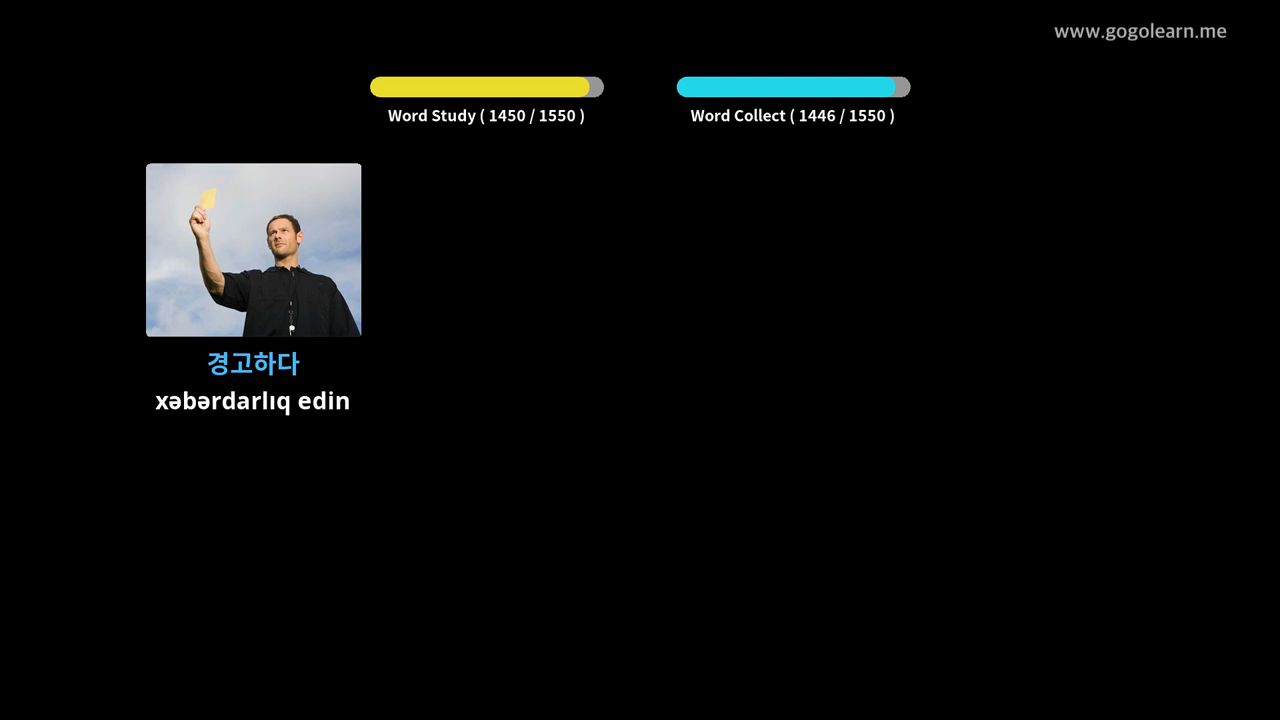 www.gogolearn.me
Word Study ( 1450 / 1550 )
Word Collect ( 1446 / 1550 )
경고하다
xəbərdarlıq edin